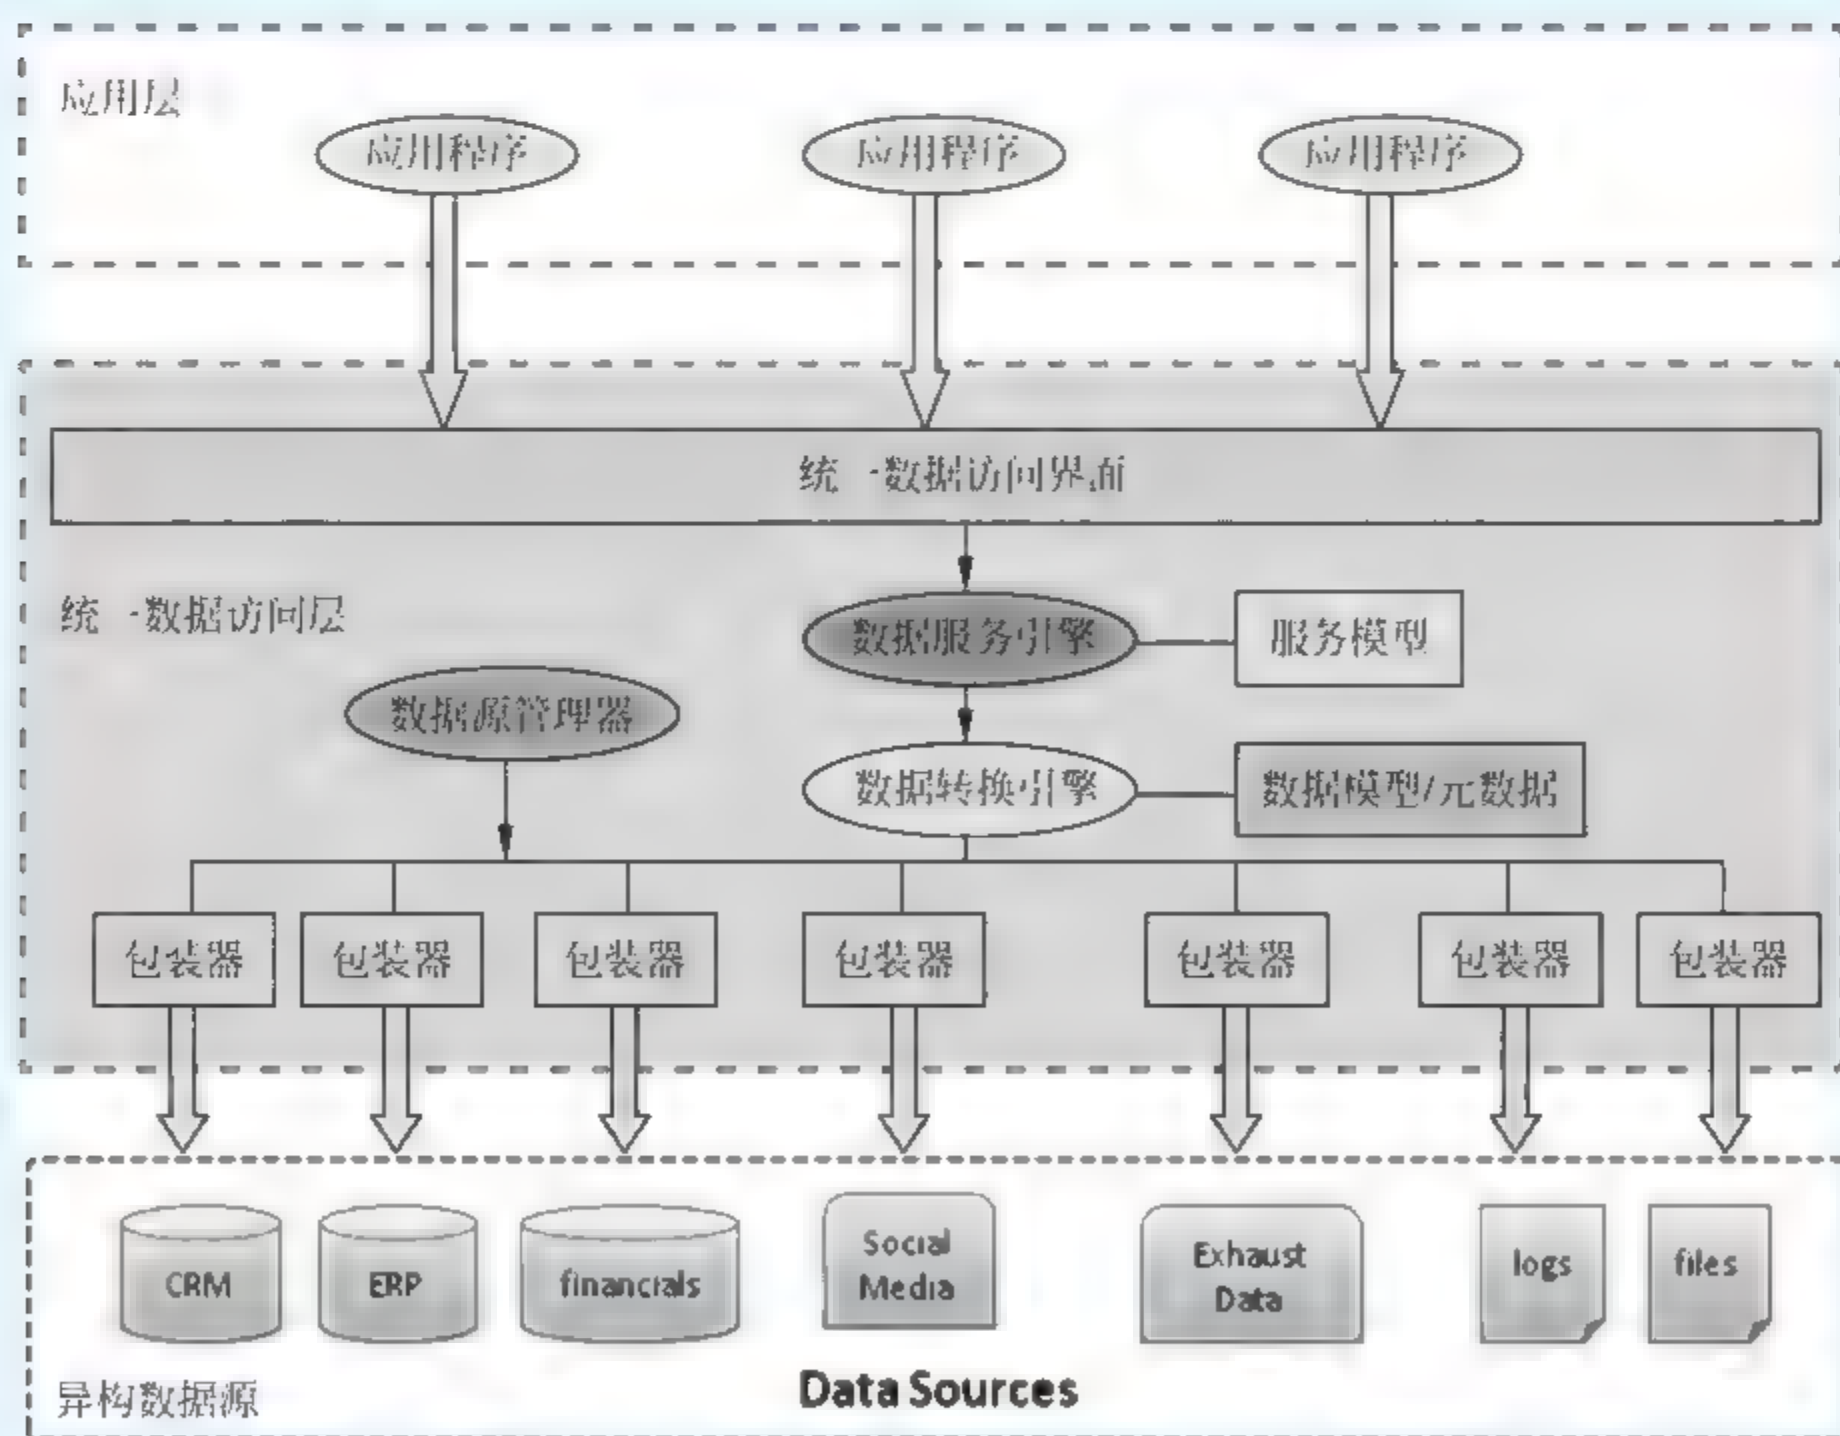 应用层
应用程序
应用程序
应用程序
统一数据访问界面
统一数据访问层
数据服务引擎
服务模型
数据源管理器
数据转换引擎
数据模型/元数据
包装器
包装器
包装器
包装器
包装器
包装器
包装器
CRM
ERP
financials
Social
Media
Exhaust
Data
logs
files
异构数据源
Data Sources